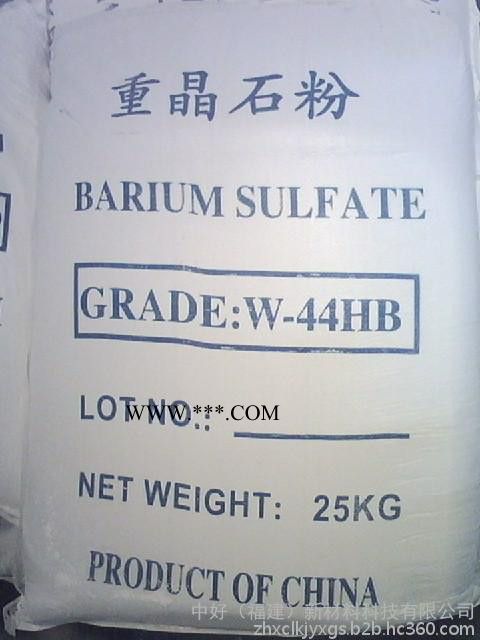 重晶石粉
BARIUM SULFATE
GRADE:W-44HB
LOT NO.:
WWW.***.COM
NET WEIGHT: 25KG
PRODUCT OF CHINA
中好（福建）新材料科技有限公司
zhxclkjyxgs.b2b.hc360.com